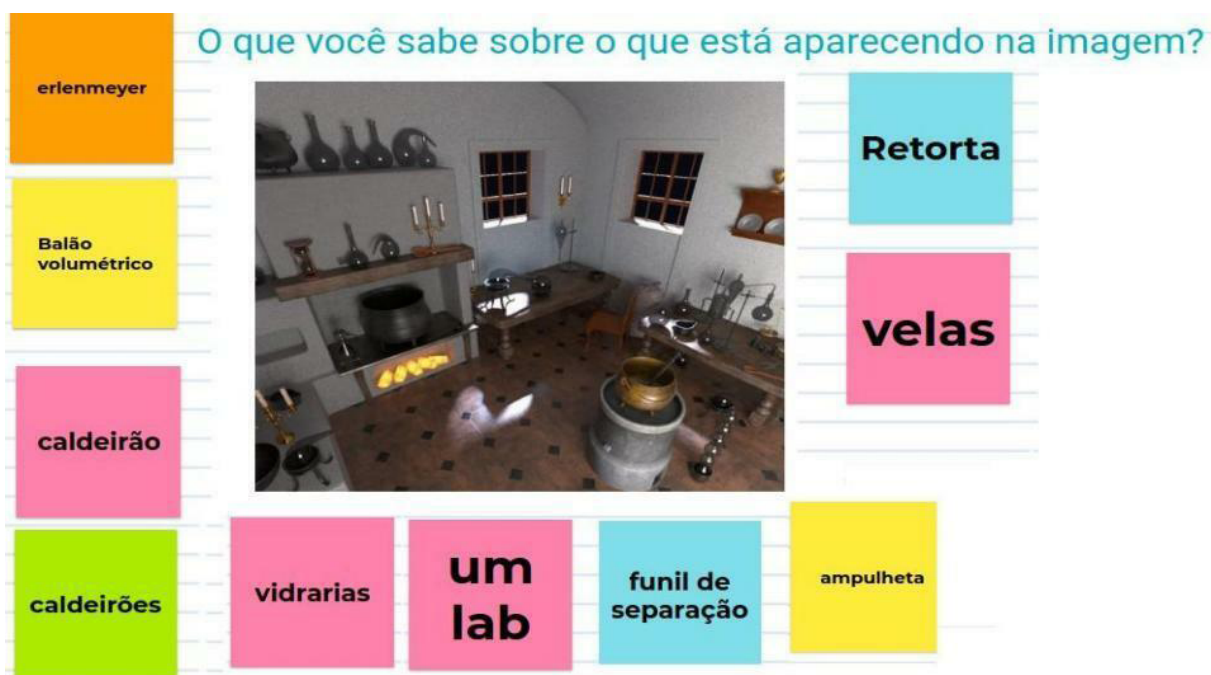 O que você sabe sobre o que está aparecendo na imagem?
erlenmeyer
Balão
volumétrico
caldeirão
caldeirões
Retorta
velas
vidrarias
um
lab
funil de
separação
ampulheta